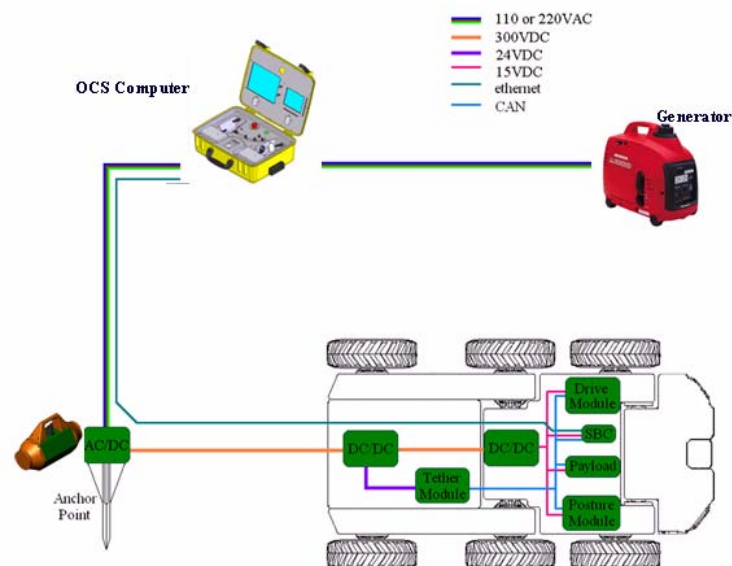 110 or 220VAC
300VDC
24VDC
15VDC
ethernet
CAN
OCS Computer
Generator
AC/DC
Anchor
Point
DC/DC
Tether
Module
DC/DC
Drive
Module
SBC
Payload
Posture
Module